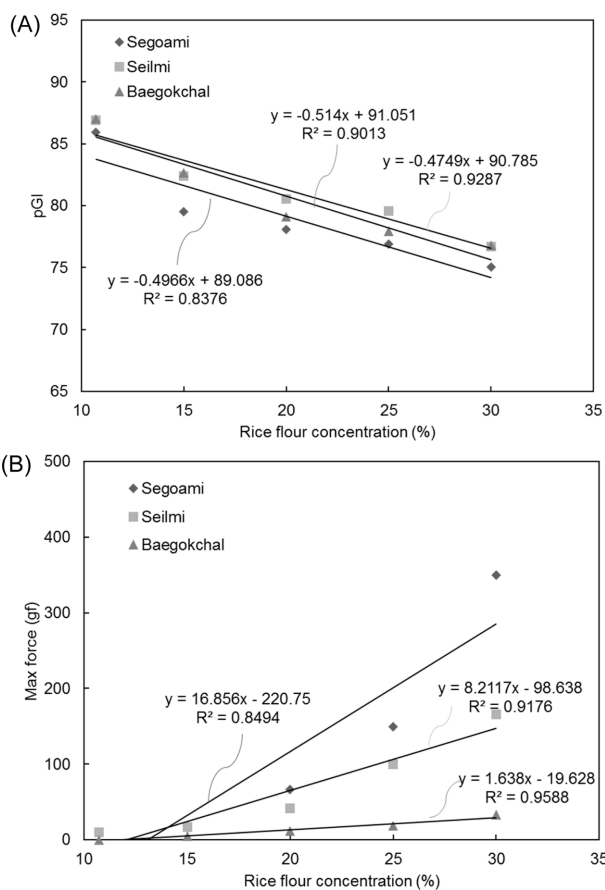 (A)
95
90
85
80
75
70
65
pGI
Segoami
Seilmi
Baegokchal
y = -0.514x + 91.051
R² = 0.9013
y = -0.4749x + 90.785
R² = 0.9287
y = -0.4966x + 89.086
R² = 0.8376
10 15 20 25 30 35
Rice flour concentration (%)
(B)
500
400
300
200
100
0
Max force (gf)
Segoami
Seilmi
Baegokchal
y = 16.856x - 220.75
R² = 0.8494
y = 8.2117x - 98.638
R² = 0.9176
y = 1.638x - 19.628
R² = 0.9588
10 15 20 25 30 35
Rice flour concentration (%)